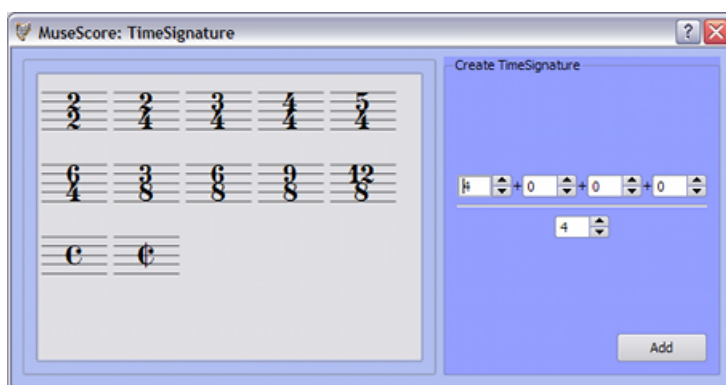 MuseScore: TimeSignature
Create TimeSignature
2 2 3 4 5
2 4 4 4 4
6 3 6 9 12
4 8 8 8 8
4 + 0 + 0 + 0
4
Add